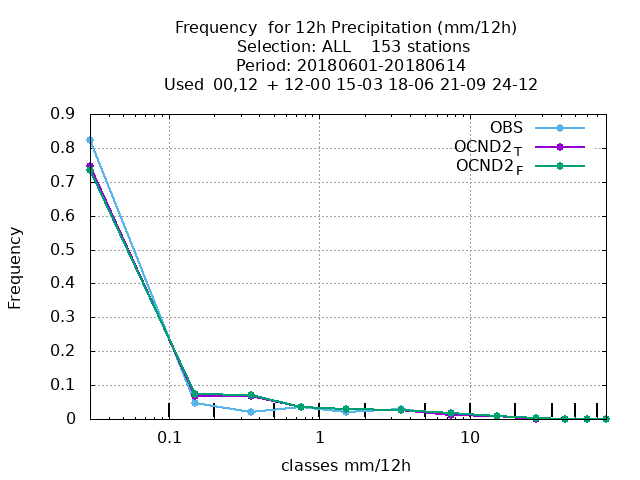 Frequency  for 12h Precipitation (mm/12h)
Selection: ALL    153 stations
Period: 20180601-20180614
Used  00,12  + 12-00 15-03 18-06 21-09 24-12
OBS
OCND2T
OCND2F
0.9
0.8
0.7
0.6
0.5
0.4
0.3
0.2
0.1
0
Frequency
0.1
1
10
classes mm/12h